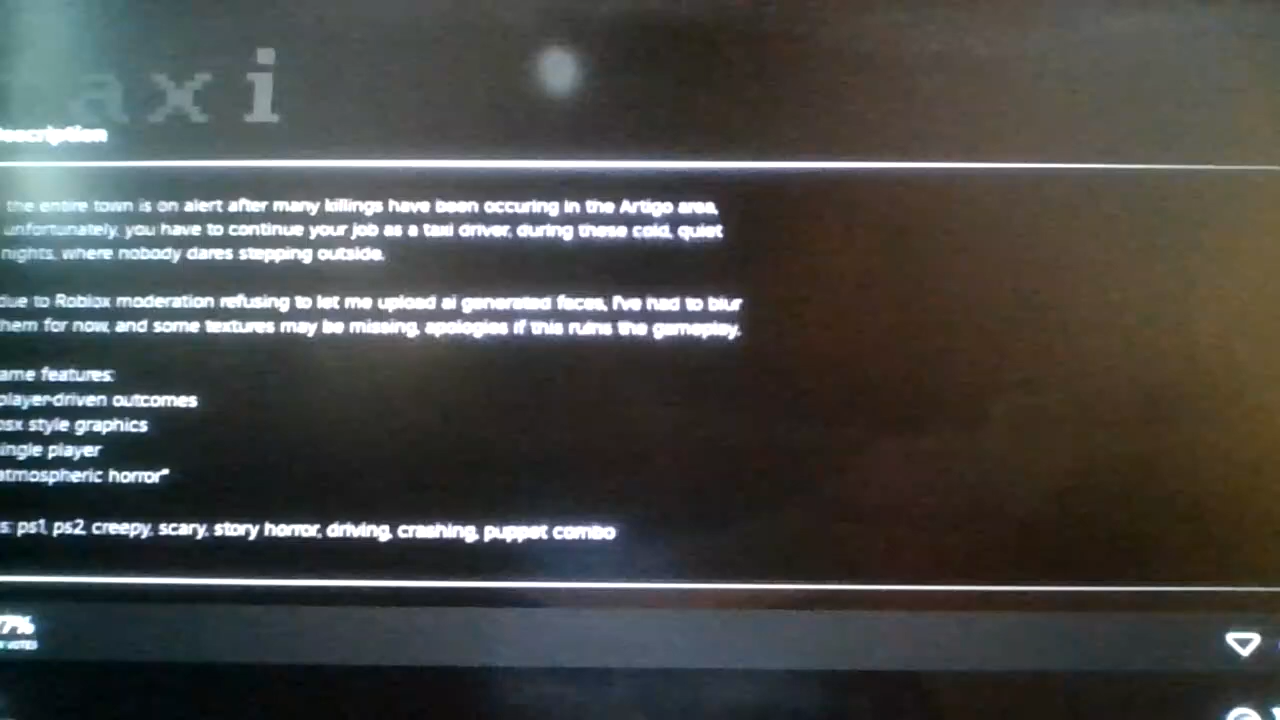 axi
Description
the entire town is on alert after many killings have been occuring in the Artigo area,
unfortunately, you have to continue your job as a taxi driver, during these cold, quiet
nights, where nobody dares stepping outside.
due to Roblox moderation refusing to let me upload ai generated faces, I've had to blur
them for now, and some textures may be missing, apologies if this ruins the gameplay.
ame features:
player-driven outcomes
psx style graphics
ingle player
atmospheric horror"
s: ps1, ps2, creepy, scary, story horror, driving, crashing, puppet combo
7%